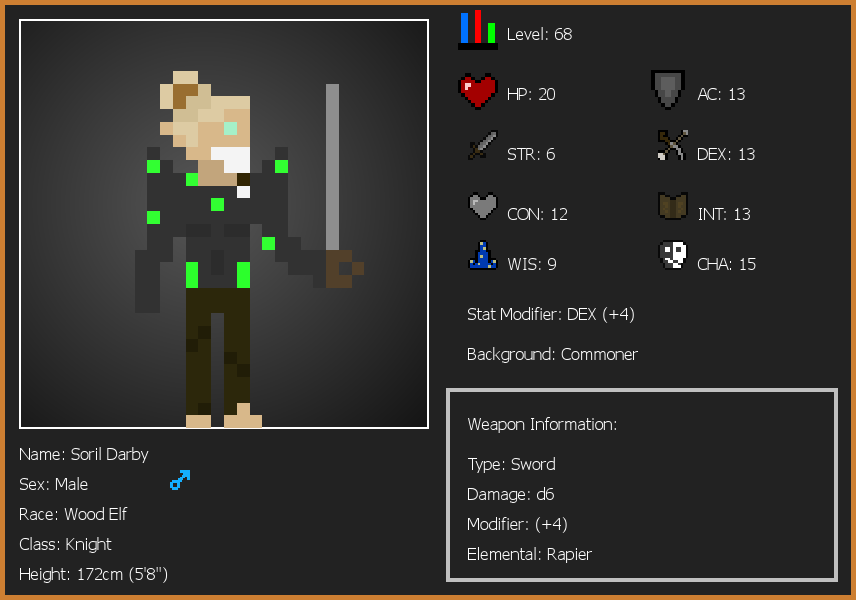 Level: 68
HP: 20
AC: 13
STR: 6
DEX: 13
CON: 12
INT: 13
WIS: 9
CHA: 15
Stat Modifier: DEX (+4)
Background: Commoner
Weapon Information:
Type: Sword
Damage: d6
Modifier: (+4)
Elemental: Rapier
Name: Soril Darby
Sex: Male
Race: Wood Elf
Class: Knight
Height: 172cm (5'8")